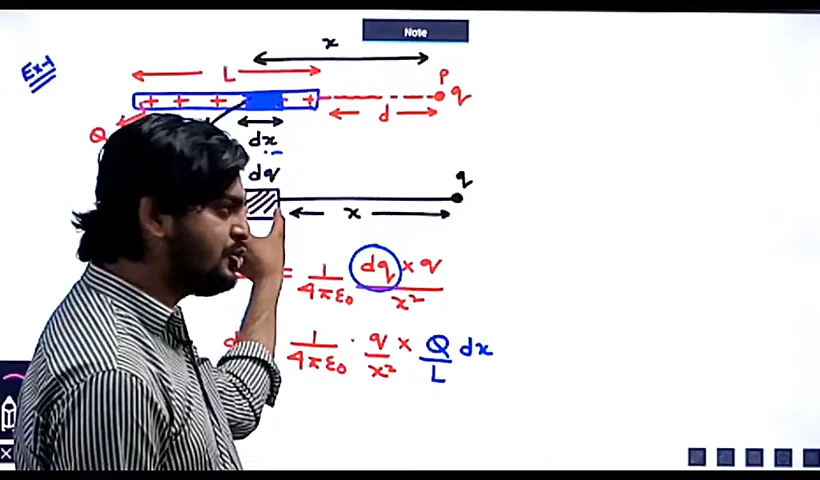 Note
Ex-1
x
L
+ + + - +
P
q
d
Q
dx
dq
q
x
= 1/4πε₀ dq × q/x²
d 1/4πε₀ · q/x² × Q/L dx